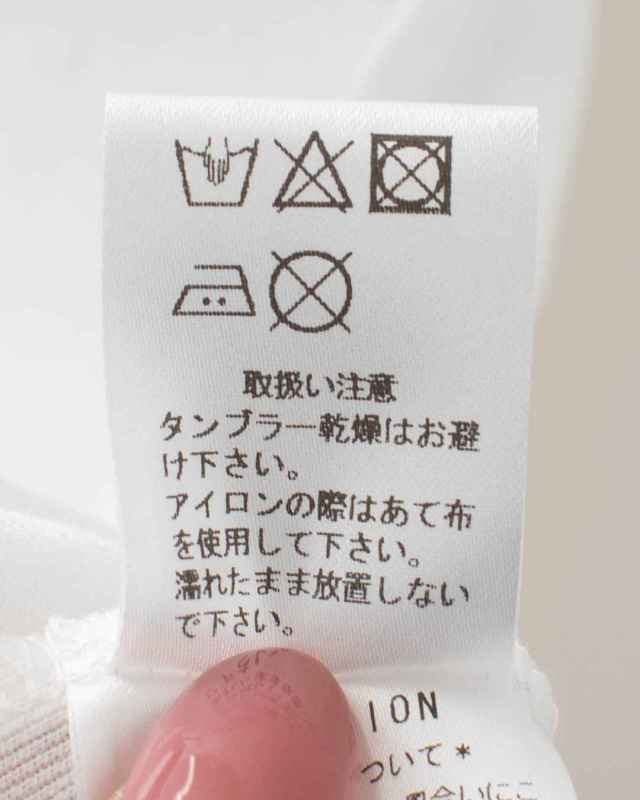 取扱い注意
タンブラー乾燥はお避
け下さい。
アイロンの際はあて布
を使用して下さい。
濡れたまま放置しない
で下さい。
ION
ついて*